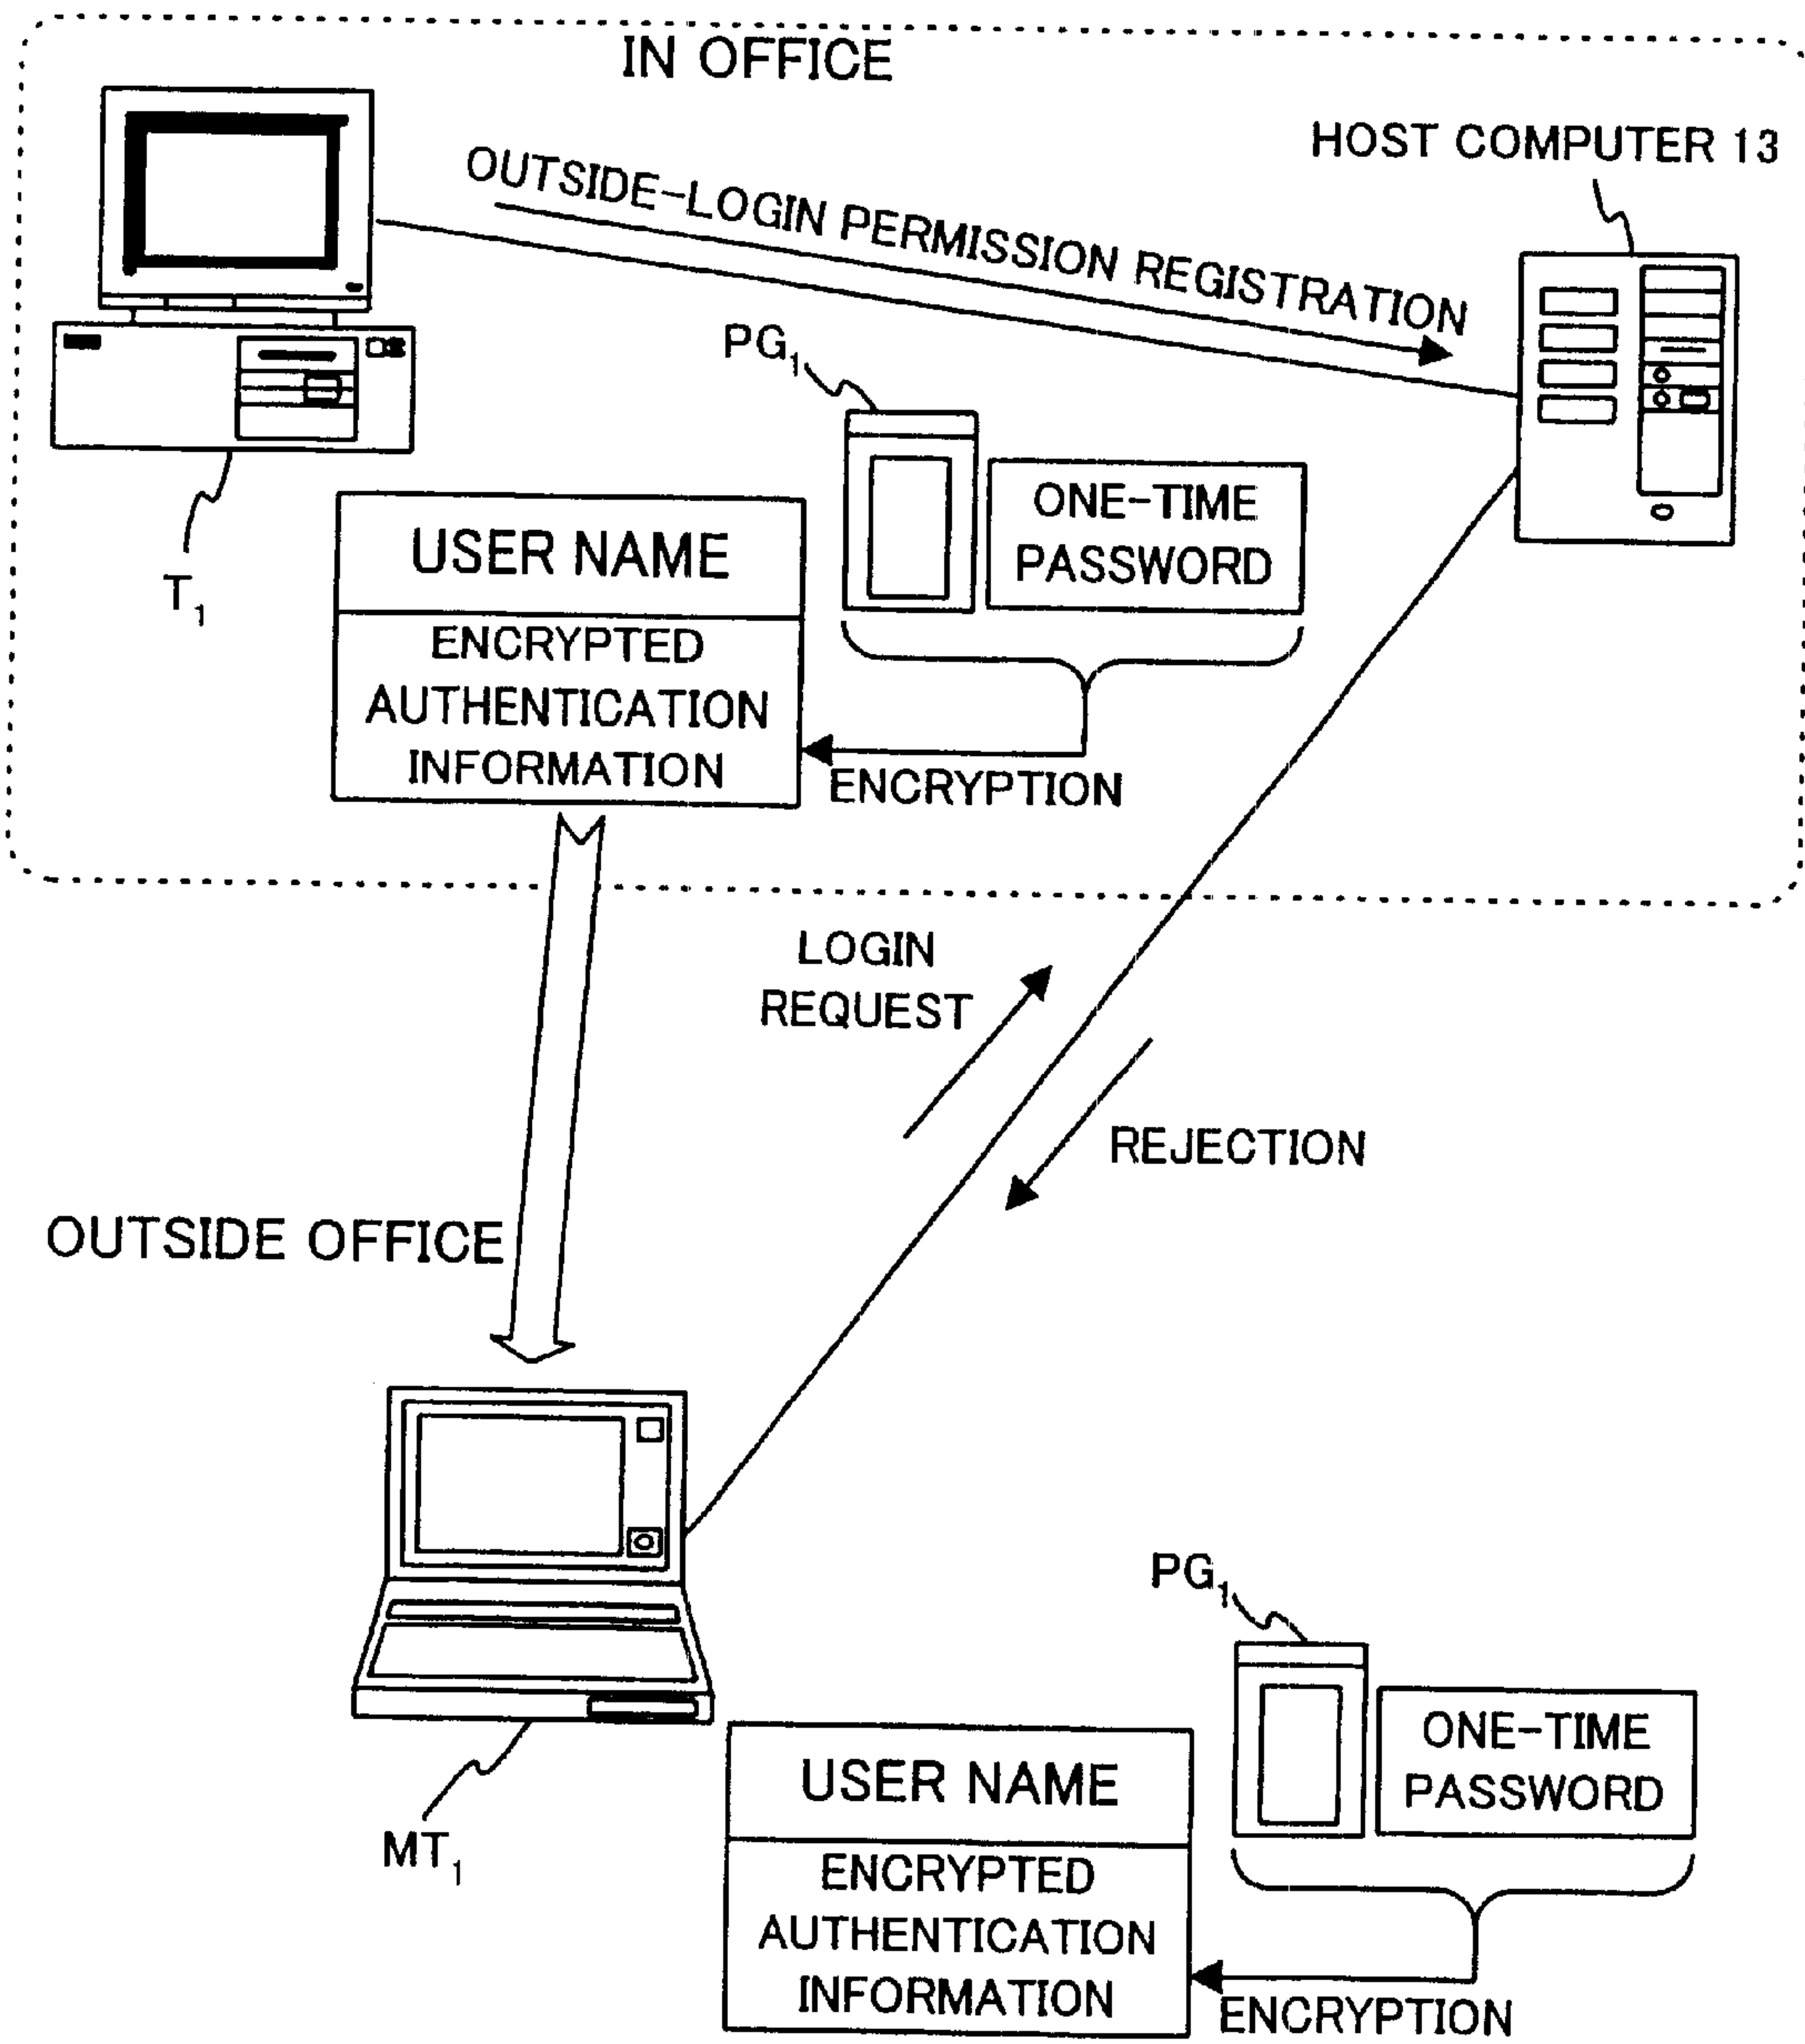 IN OFFICE
HOST COMPUTER 13
OUTSIDE-LOGIN PERMISSION REGISTRATION
PG1
ONE-TIME
PASSWORD
T1
USER NAME
ENCRYPTED
AUTHENTICATION
INFORMATION
ENCRYPTION
LOGIN
REQUEST
REJECTION
OUTSIDE OFFICE
MT1
PG1
ONE-TIME
PASSWORD
USER NAME
ENCRYPTED
AUTHENTICATION
INFORMATION
ENCRYPTION